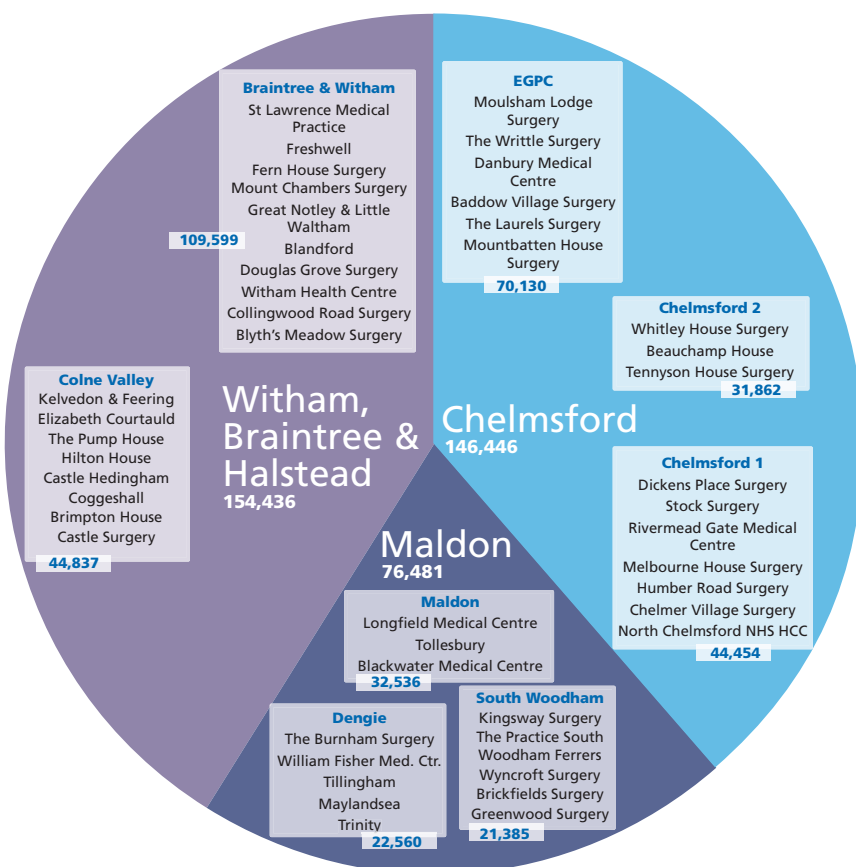 Braintree & Witham
St Lawrence Medical
Practice
Freshwell
Fern House Surgery
Mount Chambers Surgery
Great Notley & Little
Waltham
Blandford
Douglas Grove Surgery
Witham Health Centre
Collingwood Road Surgery
Blyth's Meadow Surgery
109,599
EGPC
Moulsham Lodge
Surgery
The Writtle Surgery
Danbury Medical
Centre
Baddow Village Surgery
The Laurels Surgery
Mountbatten House
Surgery
70,130
Chelmsford 2
Whitley House Surgery
Beauchamp House
Tennyson House Surgery
31,862
Colne Valley
Kelvedon & Feering
Elizabeth Courtauld
The Pump House
Hilton House
Castle Hedingham
Coggeshall
Brimpton House
Castle Surgery
44,837
Witham,
Braintree &
Halstead
154,436
Chelmsford
146,446
Chelmsford 1
Dickens Place Surgery
Stock Surgery
Rivermead Gate Medical
Centre
Melbourne House Surgery
Humber Road Surgery
Chelmer Village Surgery
North Chelmsford NHS HCC
44,454
Maldon
76,481
Maldon
Longfield Medical Centre
Tollesbury
Blackwater Medical Centre
32,536
Dengie
The Burnham Surgery
William Fisher Med. Ctr.
Tillingham
Maylandsea
Trinity
22,560
South Woodham
Kingsway Surgery
The Practice South
Woodham Ferrers
Wyncroft Surgery
Brickfields Surgery
Greenwood Surgery
21,385